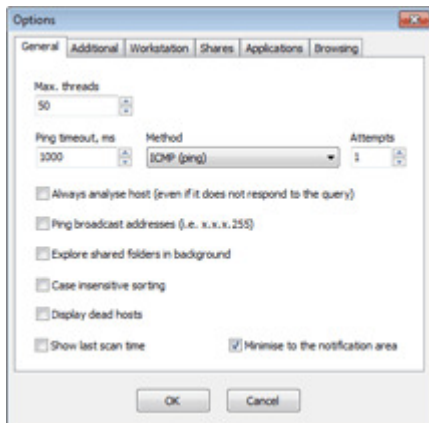 Options
General Additional Workstation Shares Applications Browsing
Max. threads
50
Ping timeout, ms Method Attempts
1000 ICMP (ping) 1
Always analyse host (even if it does not respond to the query)
Ping broadcast addresses (i.e. x.x.x.255)
Explore shared folders in background
Case insensitive sorting
Display dead hosts
Show last scan time Minimise to the notification area
OK Cancel